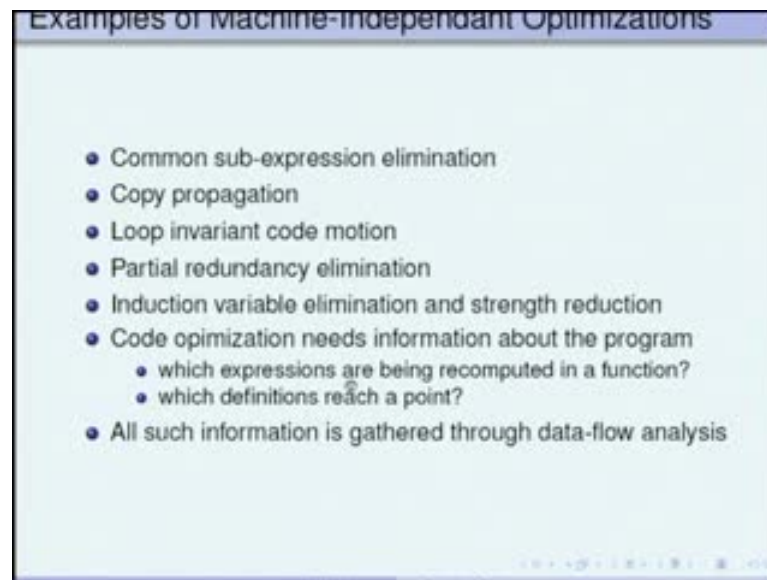 Examples of Machine-Independant Optimizations
Common sub-expression elimination
Copy propagation
Loop invariant code motion
Partial redundancy elimination
Induction variable elimination and strength reduction
Code opimization needs information about the program
which expressions are being recomputed in a function?
which definitions reach a point?
All such information is gathered through data-flow analysis